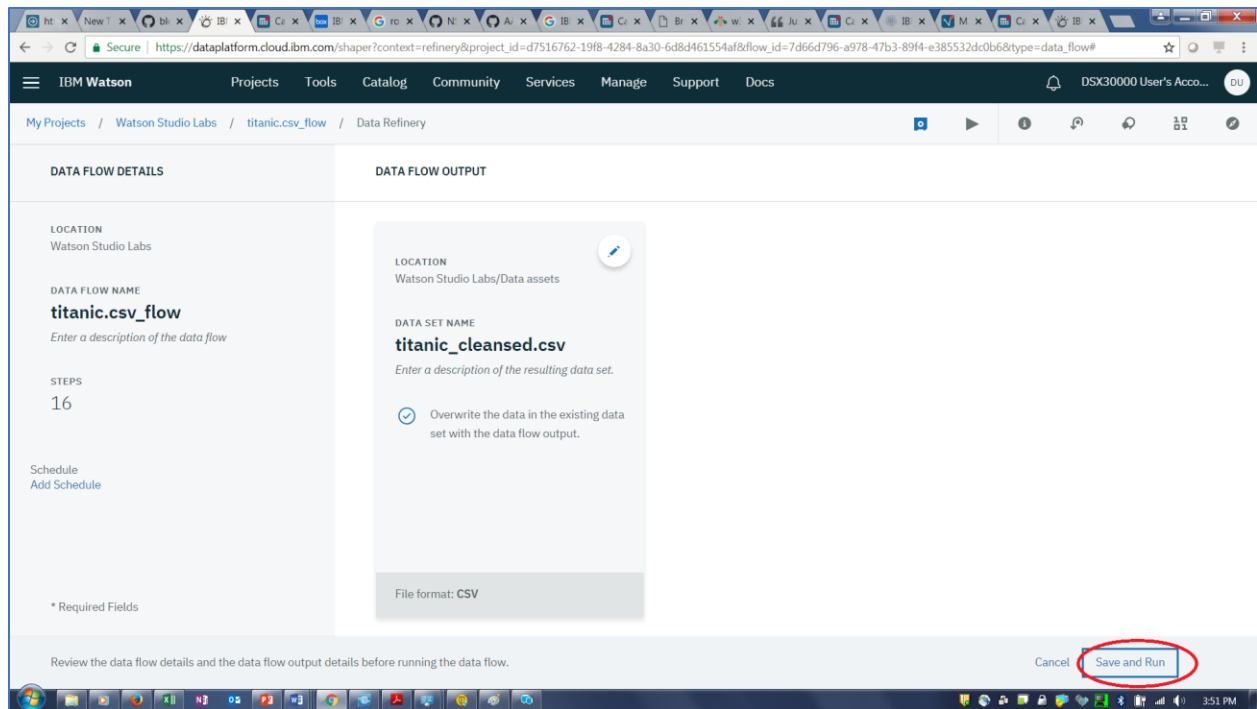 New T
Secure | https://dataplatform.cloud.ibm.com/shaper?context=refinery&project_id=d7516762-19f8-4284-8a30-6d8d461554af&flow_id=7d66d796-a978-47b3-89f4-e385532dc0b6&type=data_flow#
IBM Watson Projects Tools Catalog Community Services Manage Support Docs DSX30000 User's Acco... DU
My Projects / Watson Studio Labs / titanic.csv_flow / Data Refinery
DATA FLOW DETAILS
LOCATION
Watson Studio Labs
DATA FLOW NAME
titanic.csv_flow
Enter a description of the data flow
STEPS
16
Schedule
Add Schedule
* Required Fields
DATA FLOW OUTPUT
LOCATION
Watson Studio Labs/Data assets
DATA SET NAME
titanic_cleansed.csv
Enter a description of the resulting data set.
Overwrite the data in the existing data
set with the data flow output.
File format: CSV
Review the data flow details and the data flow output details before running the data flow.
Cancel Save and Run
3:51 PM